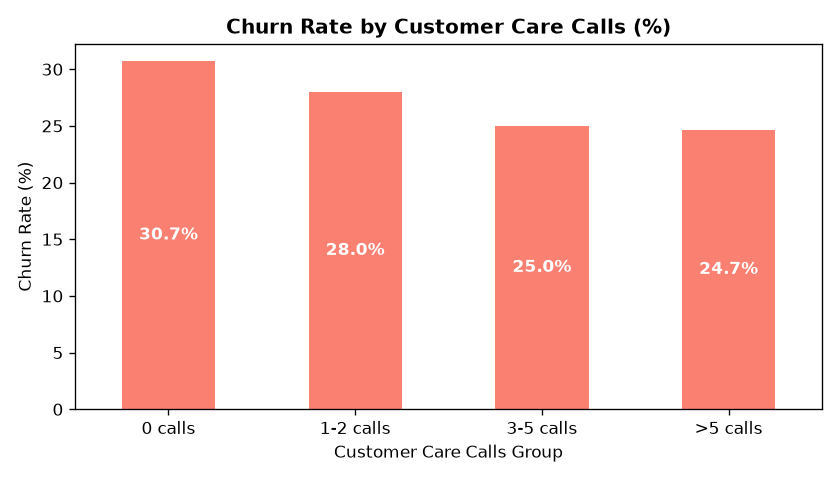 Churn Rate by Customer Care Calls (%)
Churn Rate (%)
30
25
20
15
10
5
0
30.7%
28.0%
25.0%
24.7%
0 calls
1-2 calls
3-5 calls
>5 calls
Customer Care Calls Group